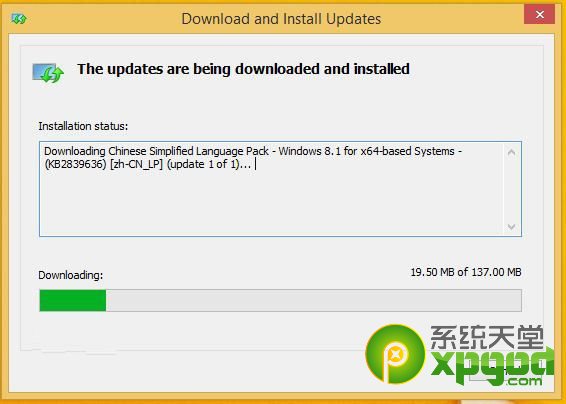 Download and Install Updates
The updates are being downloaded and installed
Installation status:
Downloading Chinese Simplified Language Pack - Windows 8.1 for x64-based Systems -
(KB2839636) [zh-CN_LP] (update 1 of 1)...
Downloading:
19.50 MB of 137.00 MB
系统天堂
xpgod